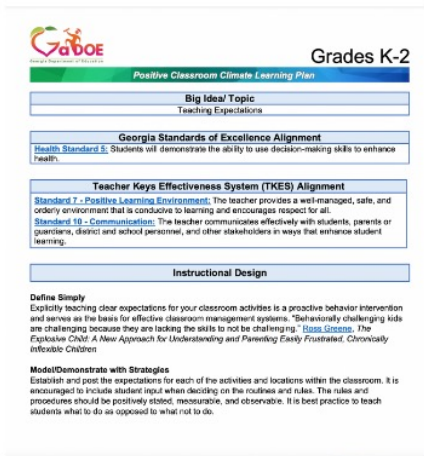 GaDOE
Georgia Department of Education
Grades K-2
Positive Classroom Climate Learning Plan
Big Idea/ Topic
Teaching Expectations
Georgia Standards of Excellence Alignment
Health Standard 5: Students will demonstrate the ability to use decision-making skills to enhance
health.
Teacher Keys Effectiveness System (TKES) Alignment
Standard 7 - Positive Learning Environment: The teacher provides a well-managed, safe, and
orderly environment that is conducive to learning and encourages respect for all.
Standard 10 - Communication: The teacher communicates effectively with students, parents or
guardians, district and school personnel, and other stakeholders in ways that enhance student
learning.
Instructional Design
Define Simply
Explicitly teaching clear expectations for your classroom activities is a proactive behavior intervention
and serves as the basis for effective classroom management systems. "Behaviorally challenging kids
are challenging because they are lacking the skills to not be challenging." Ross Greene, The
Explosive Child: A New Approach for Understanding and Parenting Easily Frustrated, Chronically
Inflexible Children
Model/Demonstrate with Strategies
Establish and post the expectations for each of the activities and locations within the classroom. It is
encouraged to include student input when deciding on the routines and rules. The rules and
procedures should be positively stated, measurable, and observable. It is best practice to teach
students what to do as opposed to what not to do.